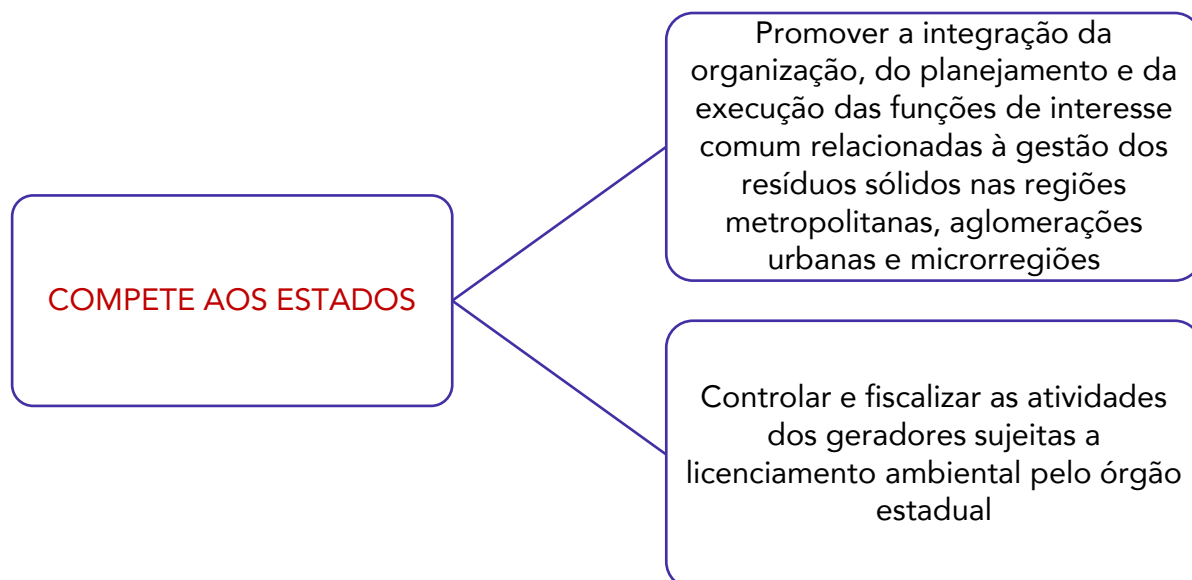 COMPETE AOS ESTADOS
Promover a integração da
organização, do planejamento e da
execução das funções de interesse
comum relacionadas à gestão dos
resíduos sólidos nas regiões
metropolitanas, aglomerações
urbanas e microrregiões
Controlar e fiscalizar as atividades
dos geradores sujeitas a
licenciamento ambiental pelo órgão
estadual